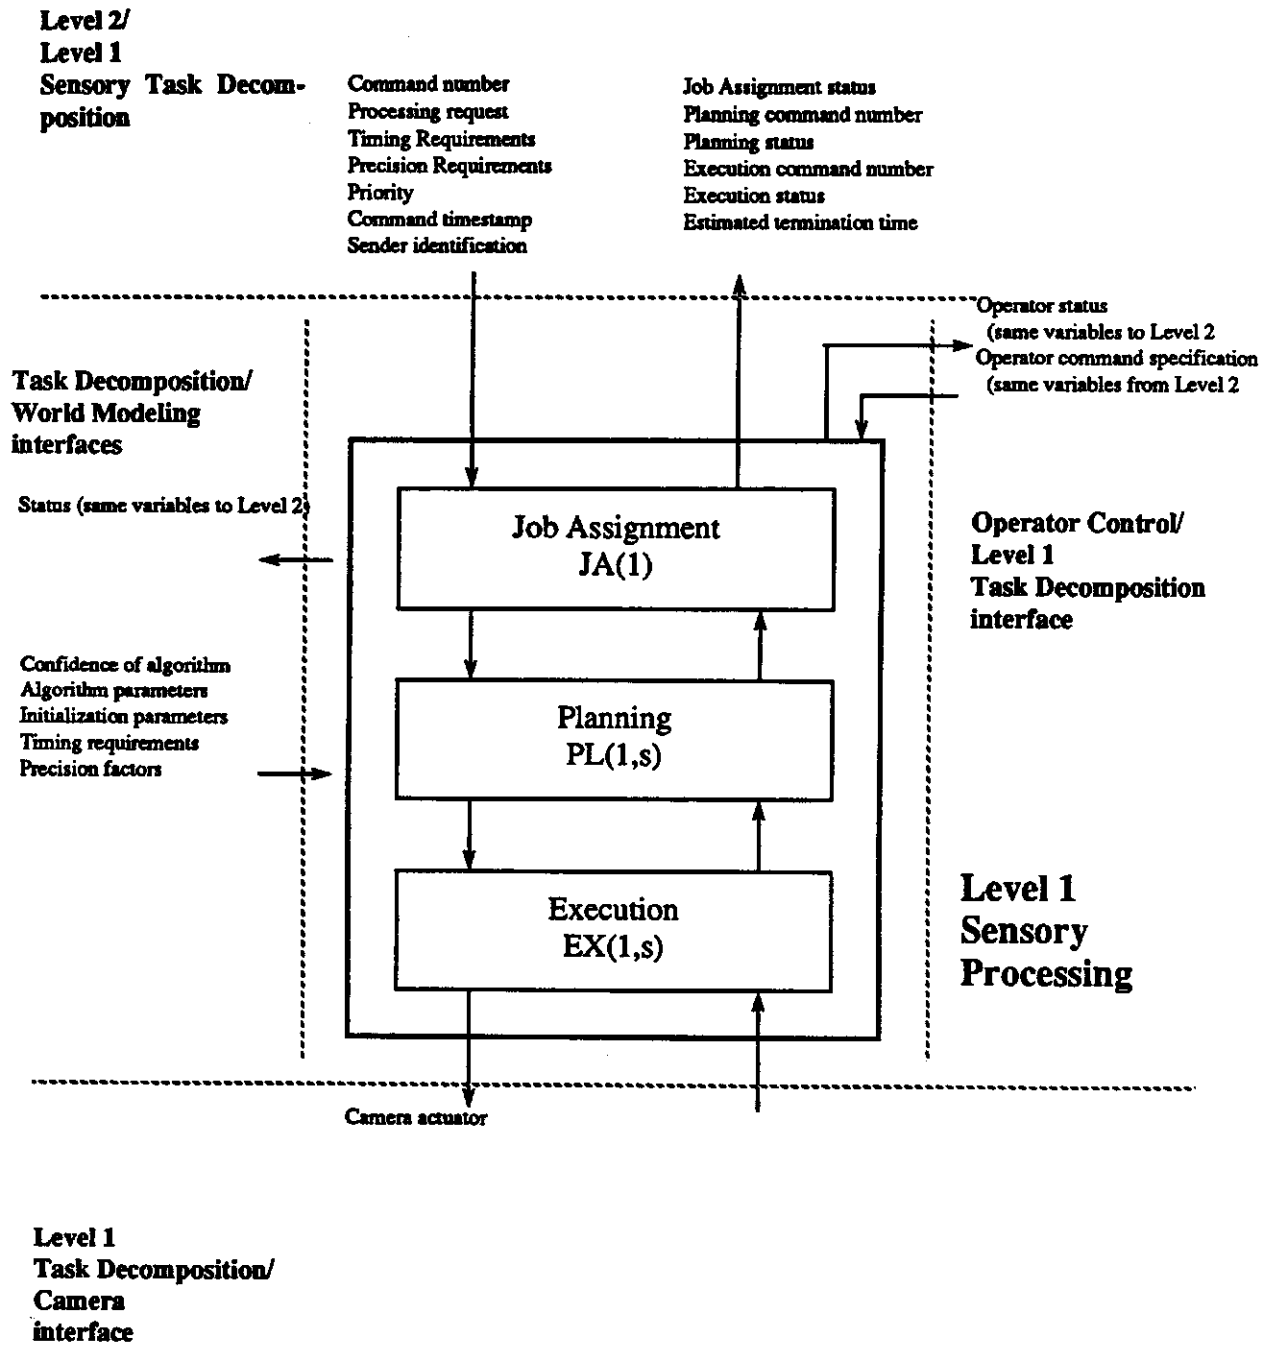 Level 2/
Level 1
Sensory Task Decom-
position
Command number
Processing request
Timing Requirements
Precision Requirements
Priority
Command timestamp
Sender identification
Job Assignment status
Planning command number
Planning status
Execution command number
Execution status
Estimated termination time
Operator status
(same variables to Level 2
Operator command specification
(same variables from Level 2
Task Decomposition/
World Modeling
interfaces
Status (same variables to Level 2)
Job Assignment
JA(1)
Operator Control/
Level 1
Task Decomposition
interface
Confidence of algorithm
Algorithm parameters
Initialization parameters
Timing requirements
Precision factors
Planning
PL(1,s)
Execution
EX(1,s)
Level 1
Sensory
Processing
Camera actuator
Level 1
Task Decomposition/
Camera
interface